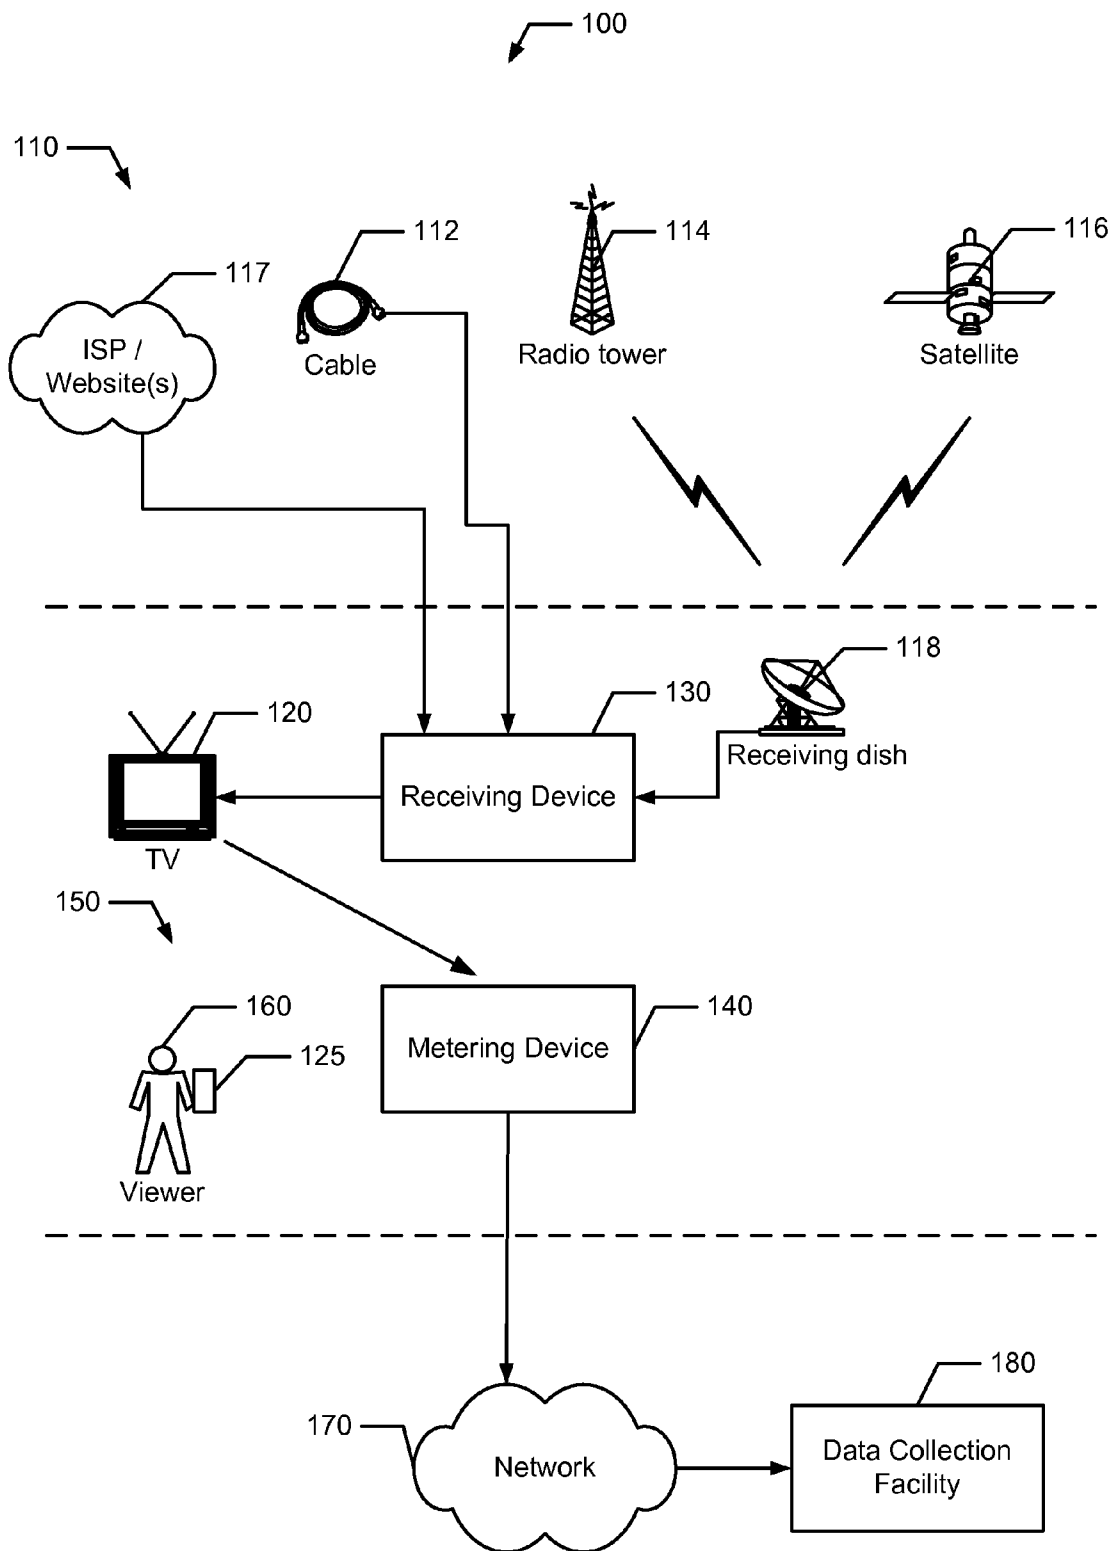 100
110
112
114
116
117
ISP /
Website(s)
Cable
Radio tower
Satellite
118
130
120
Receiving Device
Receiving dish
TV
150
160
125
Metering Device
140
Viewer
180
170
Network
Data Collection
Facility